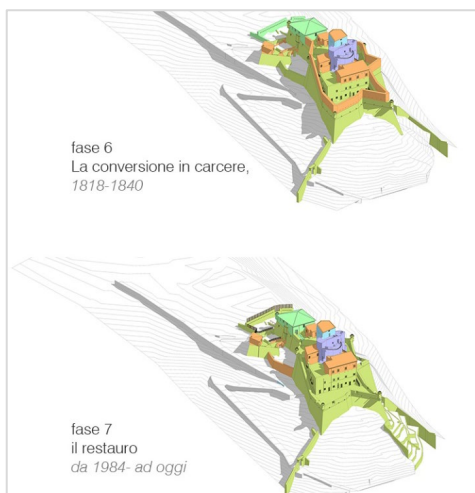 fase 6
La conversione in carcere,
1818-1840
fase 7
il restauro
da 1984- ad oggi